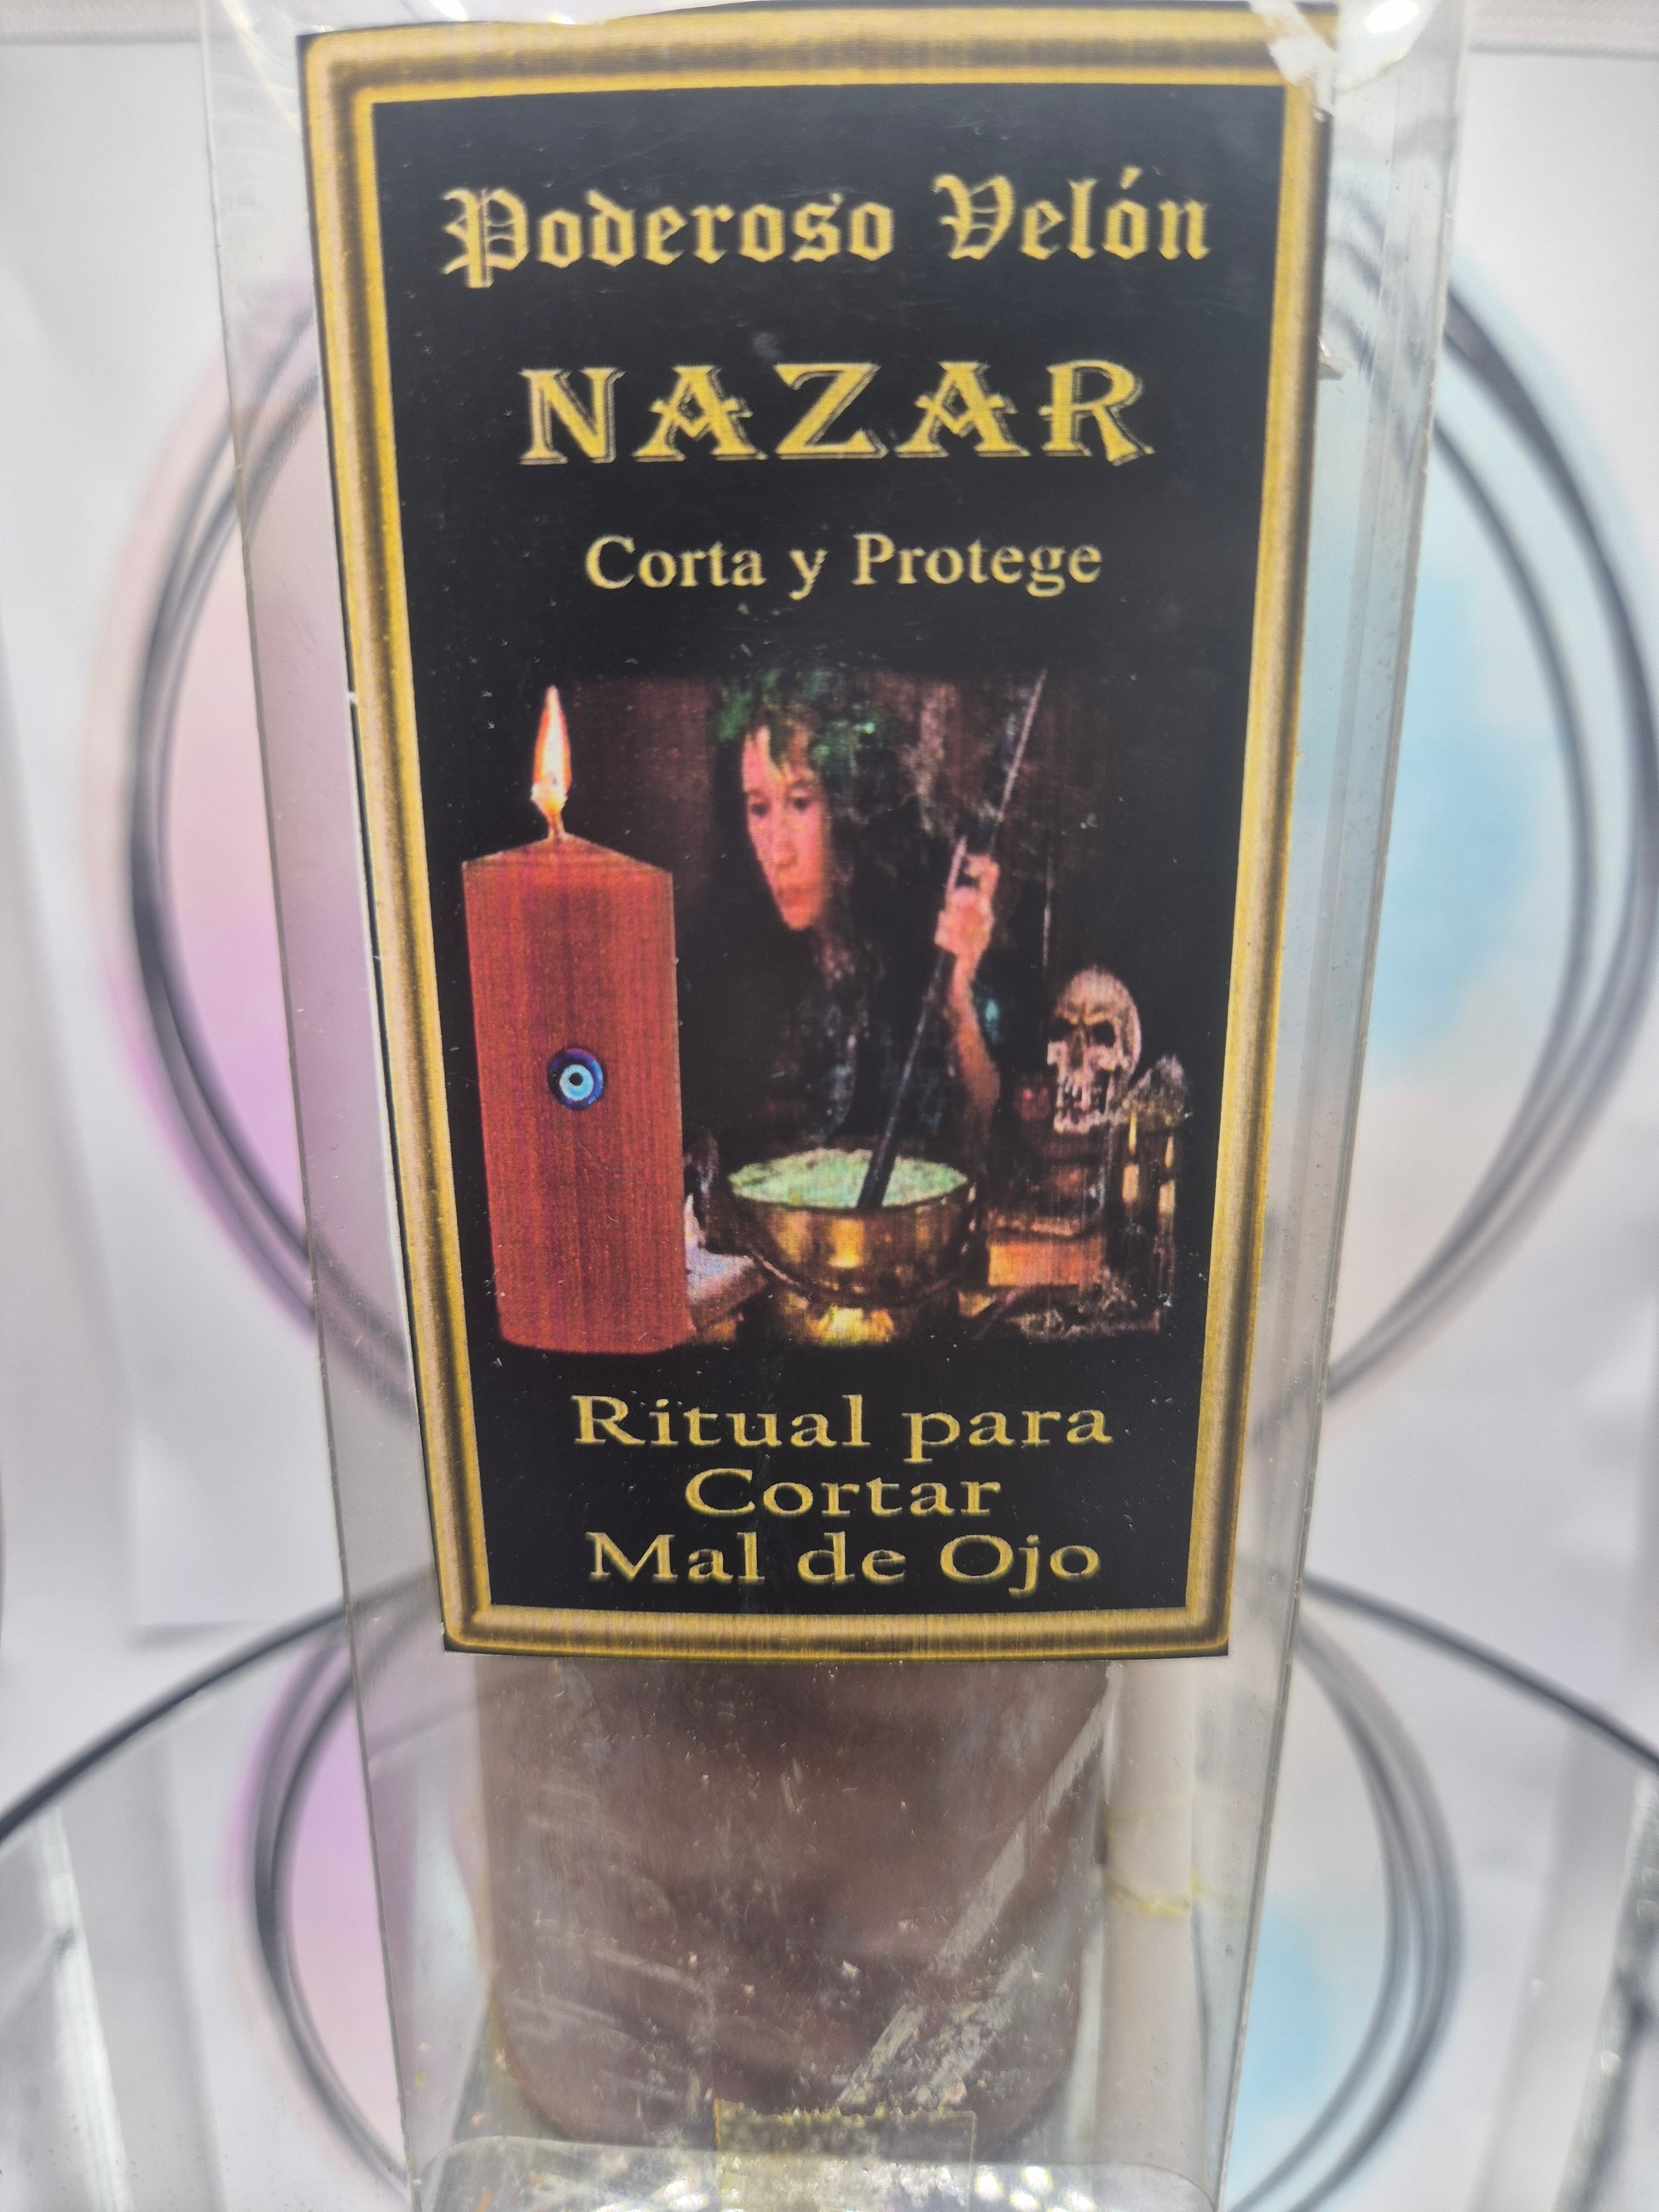 Poderoso Velón
NAZAR
Corta y Protege
Ritual para
Cortar
Mal de Ojo